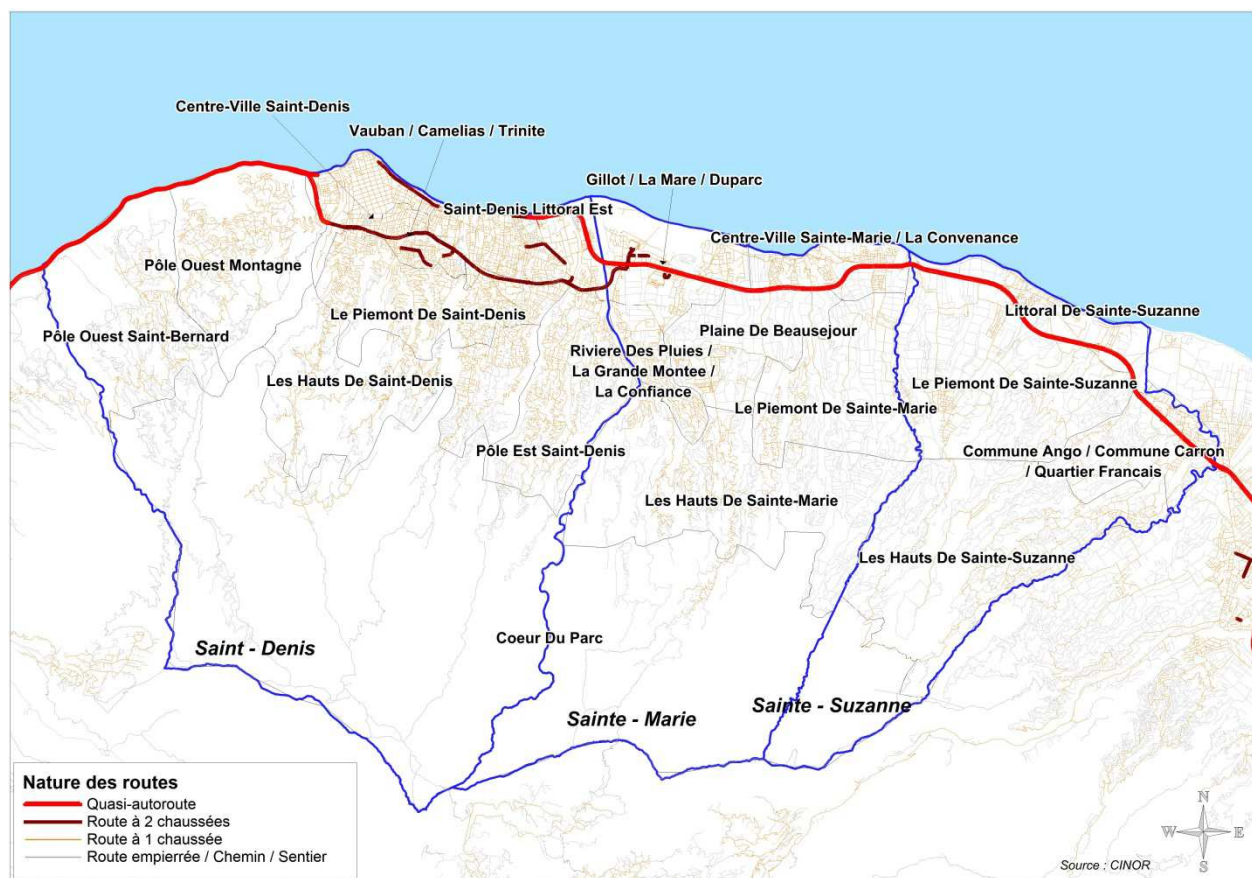 Centre-Ville Saint-Denis
Vauban / Camelias / Trinite
Gillot / La Mare / Duparc
Saint-Denis Littoral Est
Centre-Ville Sainte-Marie / La Convenance
Pôle Ouest Montagne
Le Piemont De Saint-Denis
Littoral De Sainte-Suzanne
Pôle Ouest Saint-Bernard
Plaine De Beausejour
Riviere Des Pluies /
La Grande Montee /
La Confiance
Les Hauts De Saint-Denis
Le Piemont De Sainte-Suzanne
Le Piemont De Sainte-Marie
Pôle Est Saint-Denis
Commune Ango / Commune Carron
/ Quartier Francais
Les Hauts De Sainte-Marie
Les Hauts De Sainte-Suzanne
Coeur Du Parc
Saint - Denis
Sainte - Marie
Sainte - Suzanne
Nature des routes
Quasi-autoroute
Route à 2 chaussées
Route à 1 chaussée
Route empierrée / Chemin / Sentier
N
W E
S
Source : CINOR